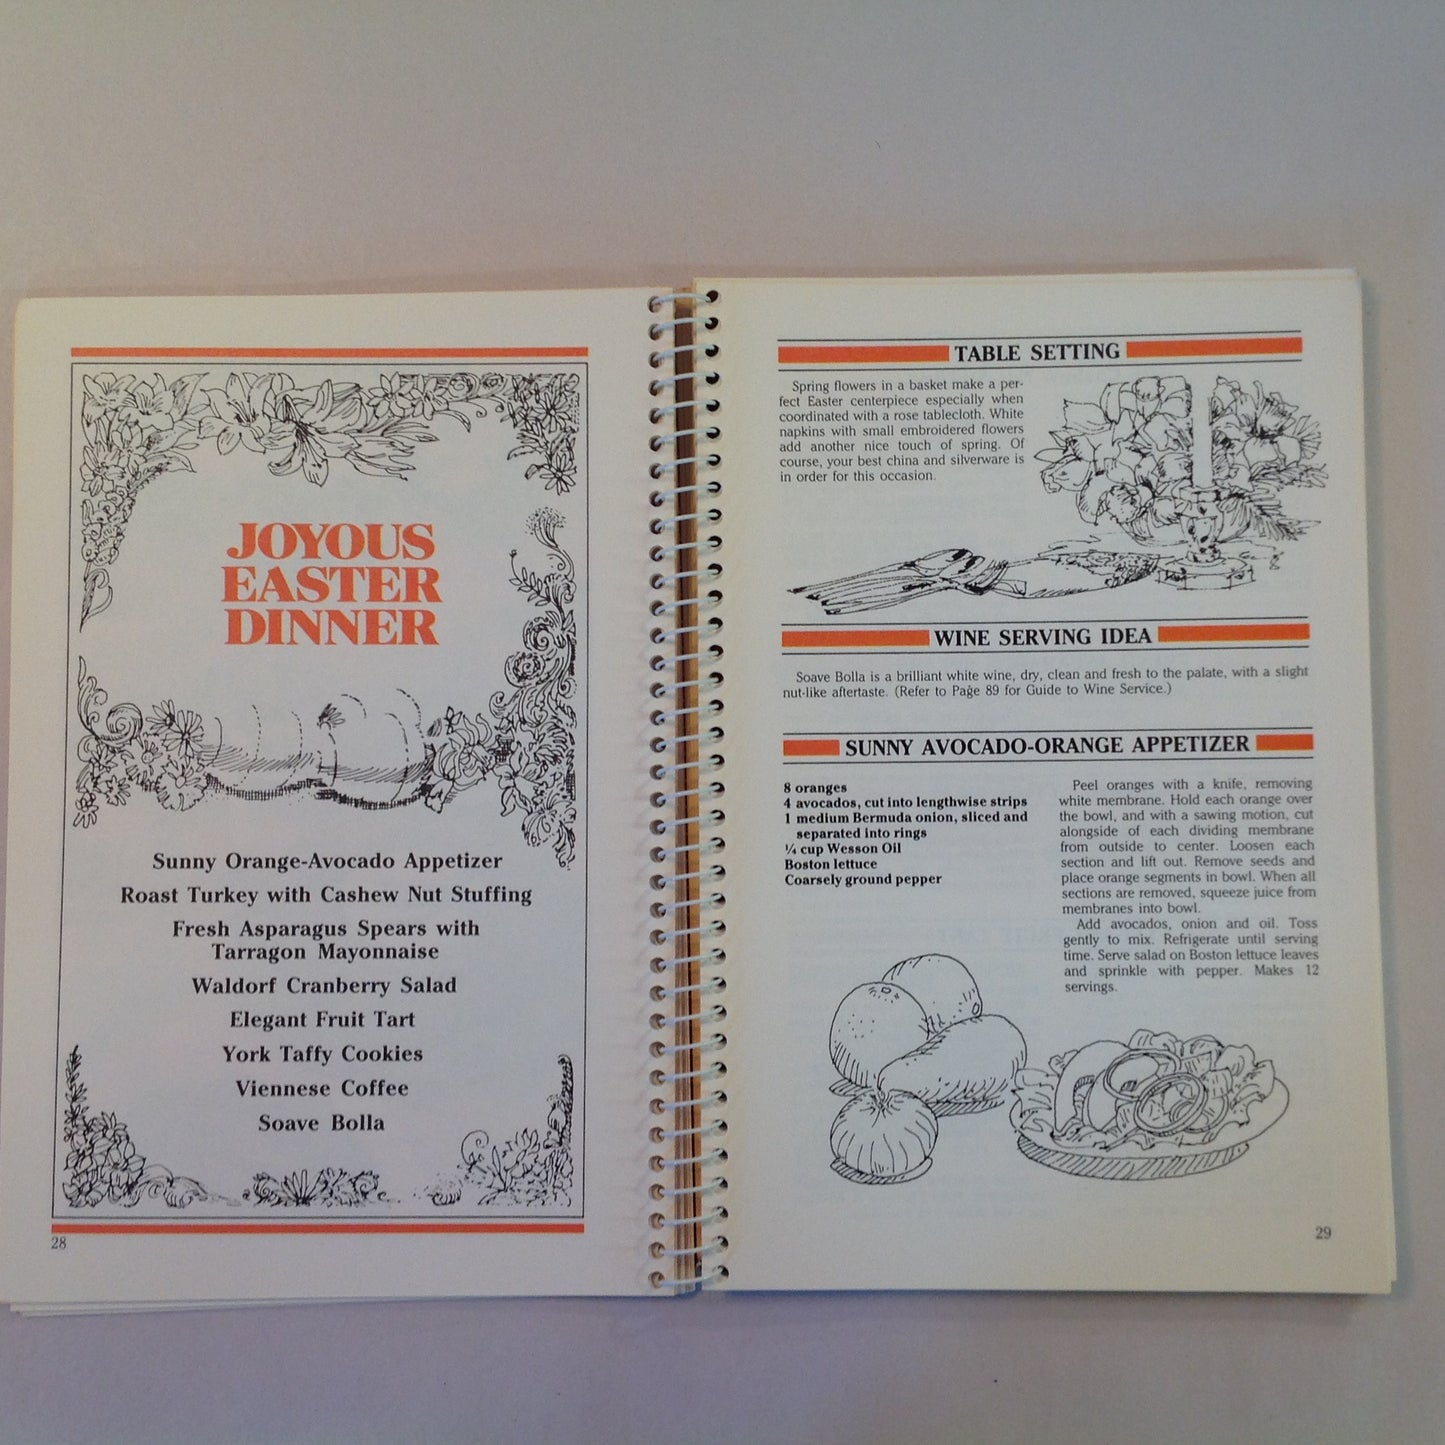 JOYOUS
EASTER
DINNER
Sunny Orange-Avocado Appetizer
Roast Turkey with Cashew Nut Stuffing
Fresh Asparagus Spears with
Tarragon Mayonnaise
Waldorf Cranberry Salad
Elegant Fruit Tart
York Taffy Cookies
Viennese Coffee
Soave Bolla
28
TABLE SETTING
Spring flowers in a basket make a per-
fect Easter centerpiece especially when
coordinated with a rose tablecloth. White
napkins with small embroidered flowers
add another nice touch of spring. Of
course, your best china and silverware is
in order for this occasion.
WINE SERVING IDEA
Soave Bolla is a brilliant white wine, dry, clean and fresh to the palate, with a slight
nut-like aftertaste. (Refer to Page 89 for Guide to Wine Service.)
SUNNY AVOCADO-ORANGE APPETIZER
8 oranges
4 avocados, cut into lengthwise strips
1 medium Bermuda onion, sliced and
separated into rings
¼ cup Wesson Oil
Boston lettuce
Coarsely ground pepper
Peel oranges with a knife, removing
white membrane. Hold each orange over
the bowl, and with a sawing motion, cut
alongside of each dividing membrane
from outside to center. Loosen each
section and lift out. Remove seeds and
place orange segments in bowl. When all
sections are removed, squeeze juice from
membranes into bowl.
Add avocados, onion and oil. Toss
gently to mix. Refrigerate until serving
time. Serve salad on Boston lettuce leaves
and sprinkle with pepper. Makes 12
servings.
29